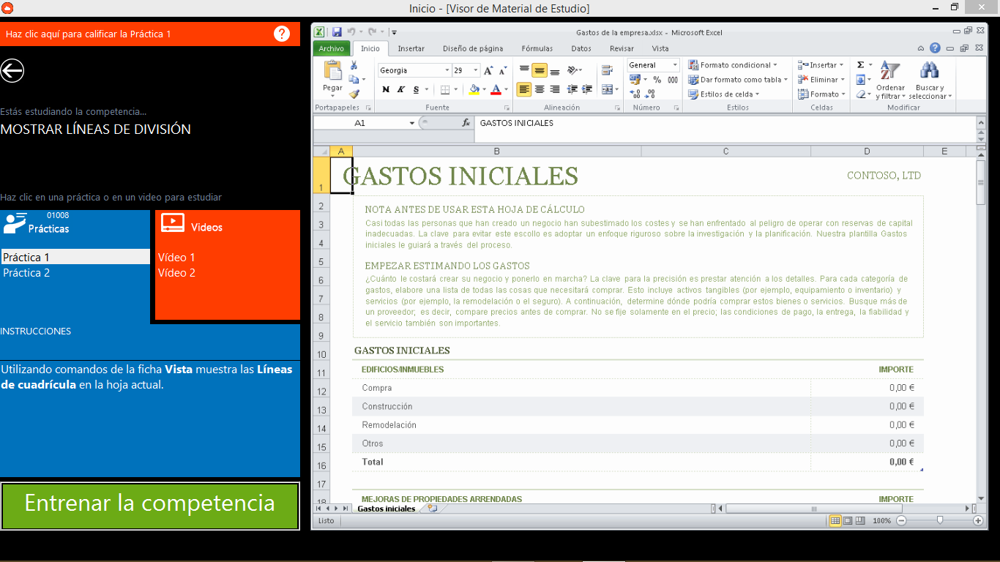 Inicio - [Visor de Material de Estudio]
Haz clic aquí para calificar la Práctica 1
?
Estás estudiando la competencia...
MOSTRAR LÍNEAS DE DIVISIÓN
Haz clic en una práctica o en un video para estudiar
01008
Prácticas
Práctica 1
Práctica 2
Videos
Vídeo 1
Vídeo 2
INSTRUCCIONES
Utilizando comandos de la ficha Vista muestra las Líneas
de cuadrícula en la hoja actual.
Entrenar la competencia
Gastos de la empresa.xlsx - Microsoft Excel
Archivo Inicio Insertar Diseño de página Fórmulas Datos Revisar Vista
Pegar
Portapapeles
Georgia 29
N K S
Fuente
Alineación
General
% 000
Número
Formato condicional
Dar formato como tabla
Estilos de celda
Estilos
Insertar
Eliminar
Formato
Celdas
Σ
Ordenar
y filtrar
Buscar y
seleccionar
Modificar
A1 fx GASTOS INICIALES
A B C D E
1 GASTOS INICIALES CONTOSO, LTD
2
3
4
5
6
7
8
9
10
11
12
13
14
15
16
17
18
NOTA ANTES DE USAR ESTA HOJA DE CÁLCULO
Casi todas las personas que han creado un negocio han subestimado los costes y se han enfrentado al peligro de operar con reservas de capital
inadecuadas. La clave para evitar este escollo es adoptar un enfoque riguroso sobre la investigación y la planificación. Nuestra plantilla Gastos
iniciales le guiará a través del proceso.
EMPEZAR ESTIMANDO LOS GASTOS
¿Cuánto le costará crear su negocio y ponerlo en marcha? La clave para la precisión es prestar atención a los detalles. Para cada categoría de
gastos, elabore una lista de todas las cosas que necesitará comprar. Esto incluye activos tangibles (por ejemplo, equipamiento o inventario) y
servicios (por ejemplo, la remodelación o el seguro). A continuación, determine dónde podría comprar estos bienes o servicios. Busque más de
un proveedor; es decir, compare precios antes de comprar. No se fije solamente en el precio; las condiciones de pago, la entrega, la fiabilidad y
el servicio también son importantes.
GASTOS INICIALES
EDIFICIOS/INMUEBLES IMPORTE
Compra 0,00 €
Construcción 0,00 €
Remodelación 0,00 €
Otros 0,00 €
Total 0,00 €
MEJORAS DE PROPIEDADES ARRENDADAS IMPORTE
Gastos iniciales
Listo 100%